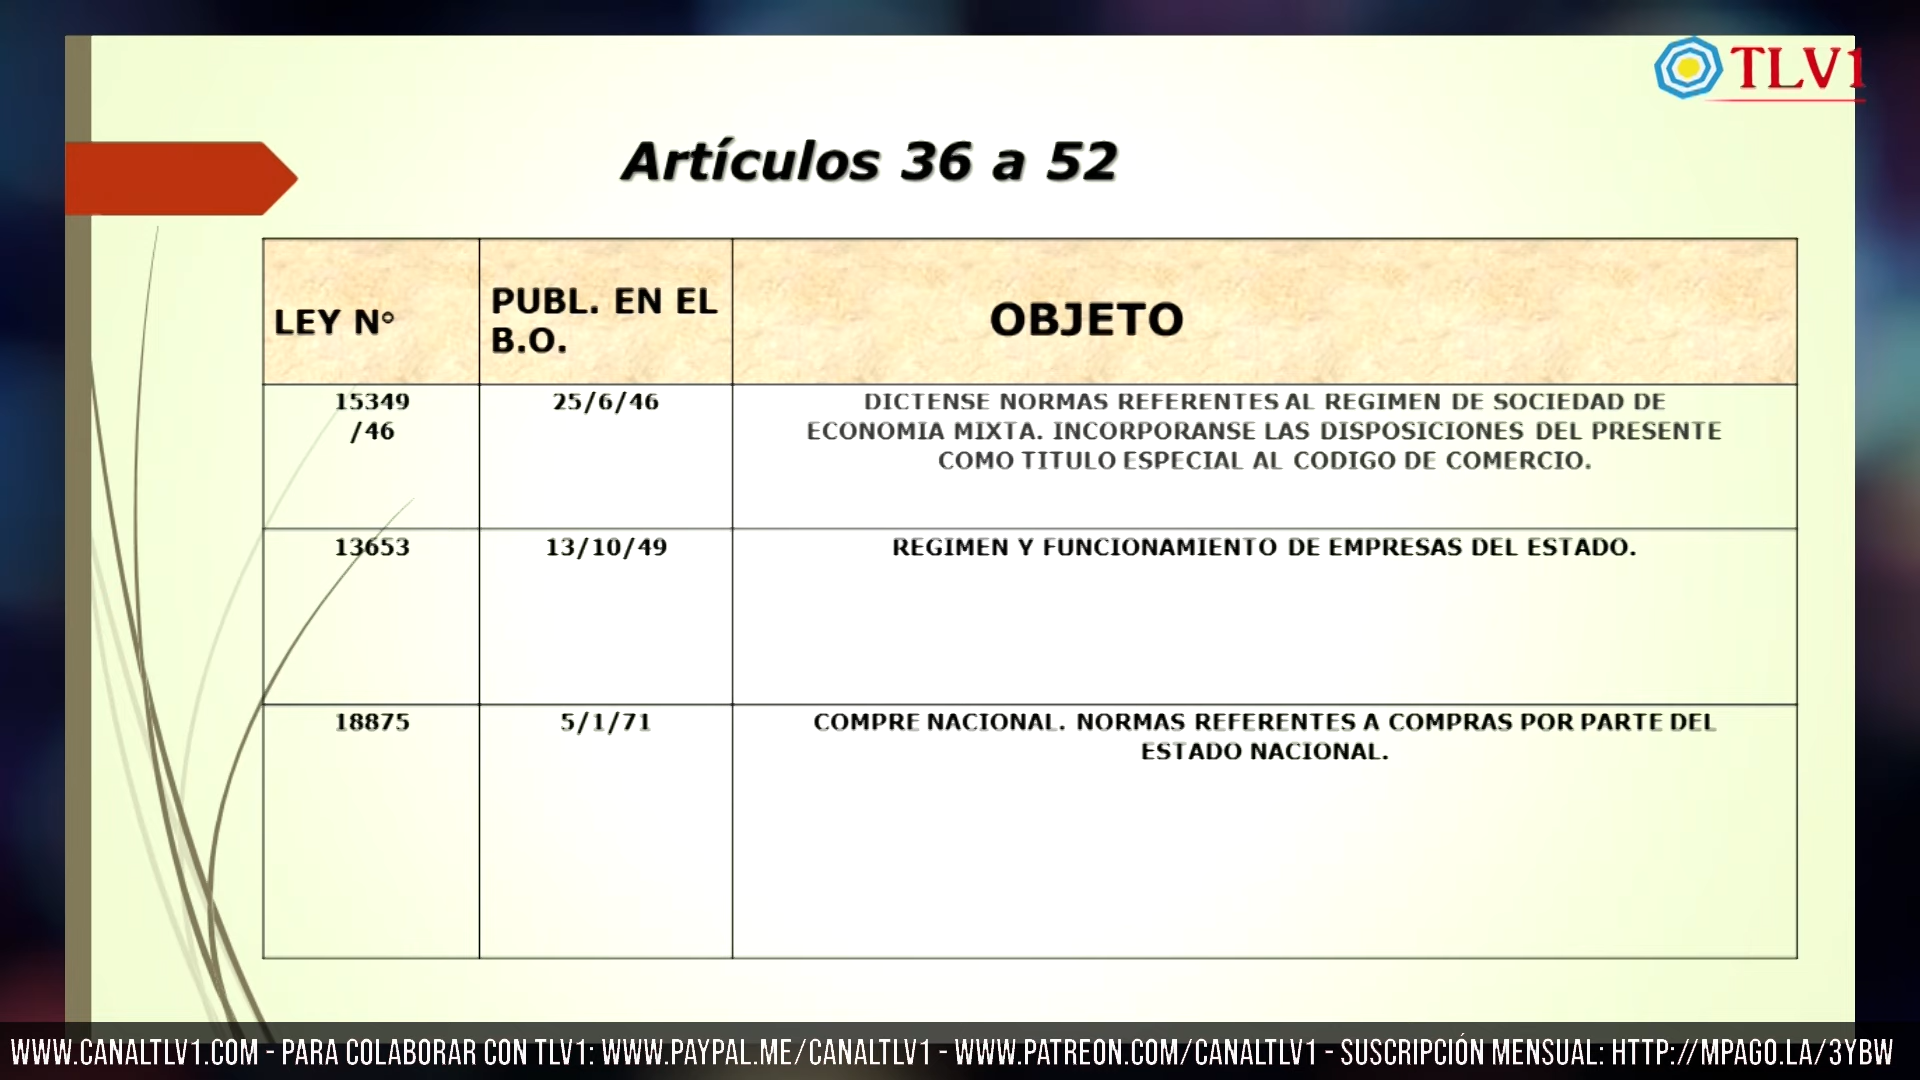 TLV1
Artículos 36 a 52
LEY N°
PUBL. EN EL
B.O.
OBJETO
15349
/46
25/6/46
DICTENSE NORMAS REFERENTES AL REGIMEN DE SOCIEDAD DE
ECONOMIA MIXTA. INCORPORANSE LAS DISPOSICIONES DEL PRESENTE
COMO TITULO ESPECIAL AL CODIGO DE COMERCIO.
13653
13/10/49
REGIMEN Y FUNCIONAMIENTO DE EMPRESAS DEL ESTADO.
18875
5/1/71
COMPRE NACIONAL. NORMAS REFERENTES A COMPRAS POR PARTE DEL
ESTADO NACIONAL.
WWW.CANALTLV1.COM - PARA COLABORAR CON TLV1: WWW.PAYPAL.ME/CANALTLV1 - WWW.PATREON.COM/CANALTLV1 - SUSCRIPCIÓN MENSUAL: HTTP://MPAGO.LA/3YBW